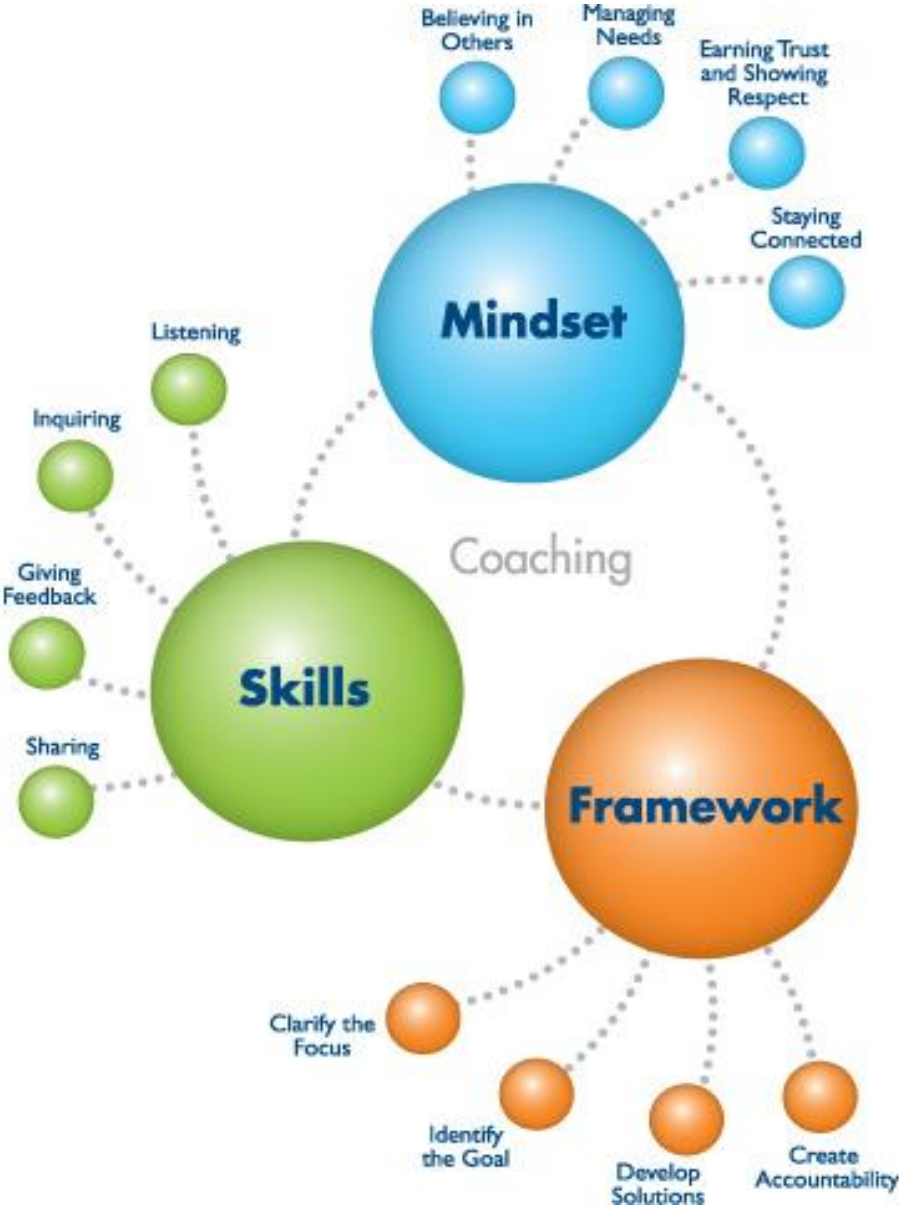 Believing in
Others
Managing
Needs
Earning Trust
and Showing
Respect
Staying
Connected
Mindset
Listening
Inquiring
Giving
Feedback
Sharing
Coaching
Skills
Framework
Clarify the
Focus
Identify
the Goal
Develop
Solutions
Create
Accountability